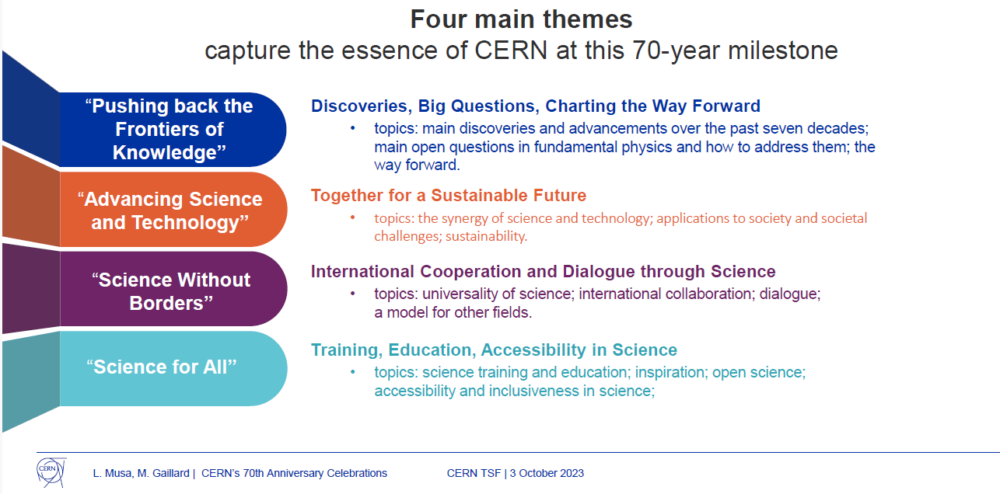 Four main themes
capture the essence of CERN at this 70-year milestone
“Pushing back the
Frontiers of
Knowledge”
Discoveries, Big Questions, Charting the Way Forward
• topics: main discoveries and advancements over the past seven decades;
main open questions in fundamental physics and how to address them; the
way forward.
“Advancing Science
and Technology”
Together for a Sustainable Future
• topics: the synergy of science and technology; applications to society and societal
challenges; sustainability.
“Science Without
Borders”
International Cooperation and Dialogue through Science
• topics: universality of science; international collaboration; dialogue;
a model for other fields.
“Science for All”
Training, Education, Accessibility in Science
• topics: science training and education; inspiration; open science;
accessibility and inclusiveness in science;
CERN
L. Musa, M. Gaillard | CERN’s 70th Anniversary Celebrations
CERN TSF | 3 October 2023